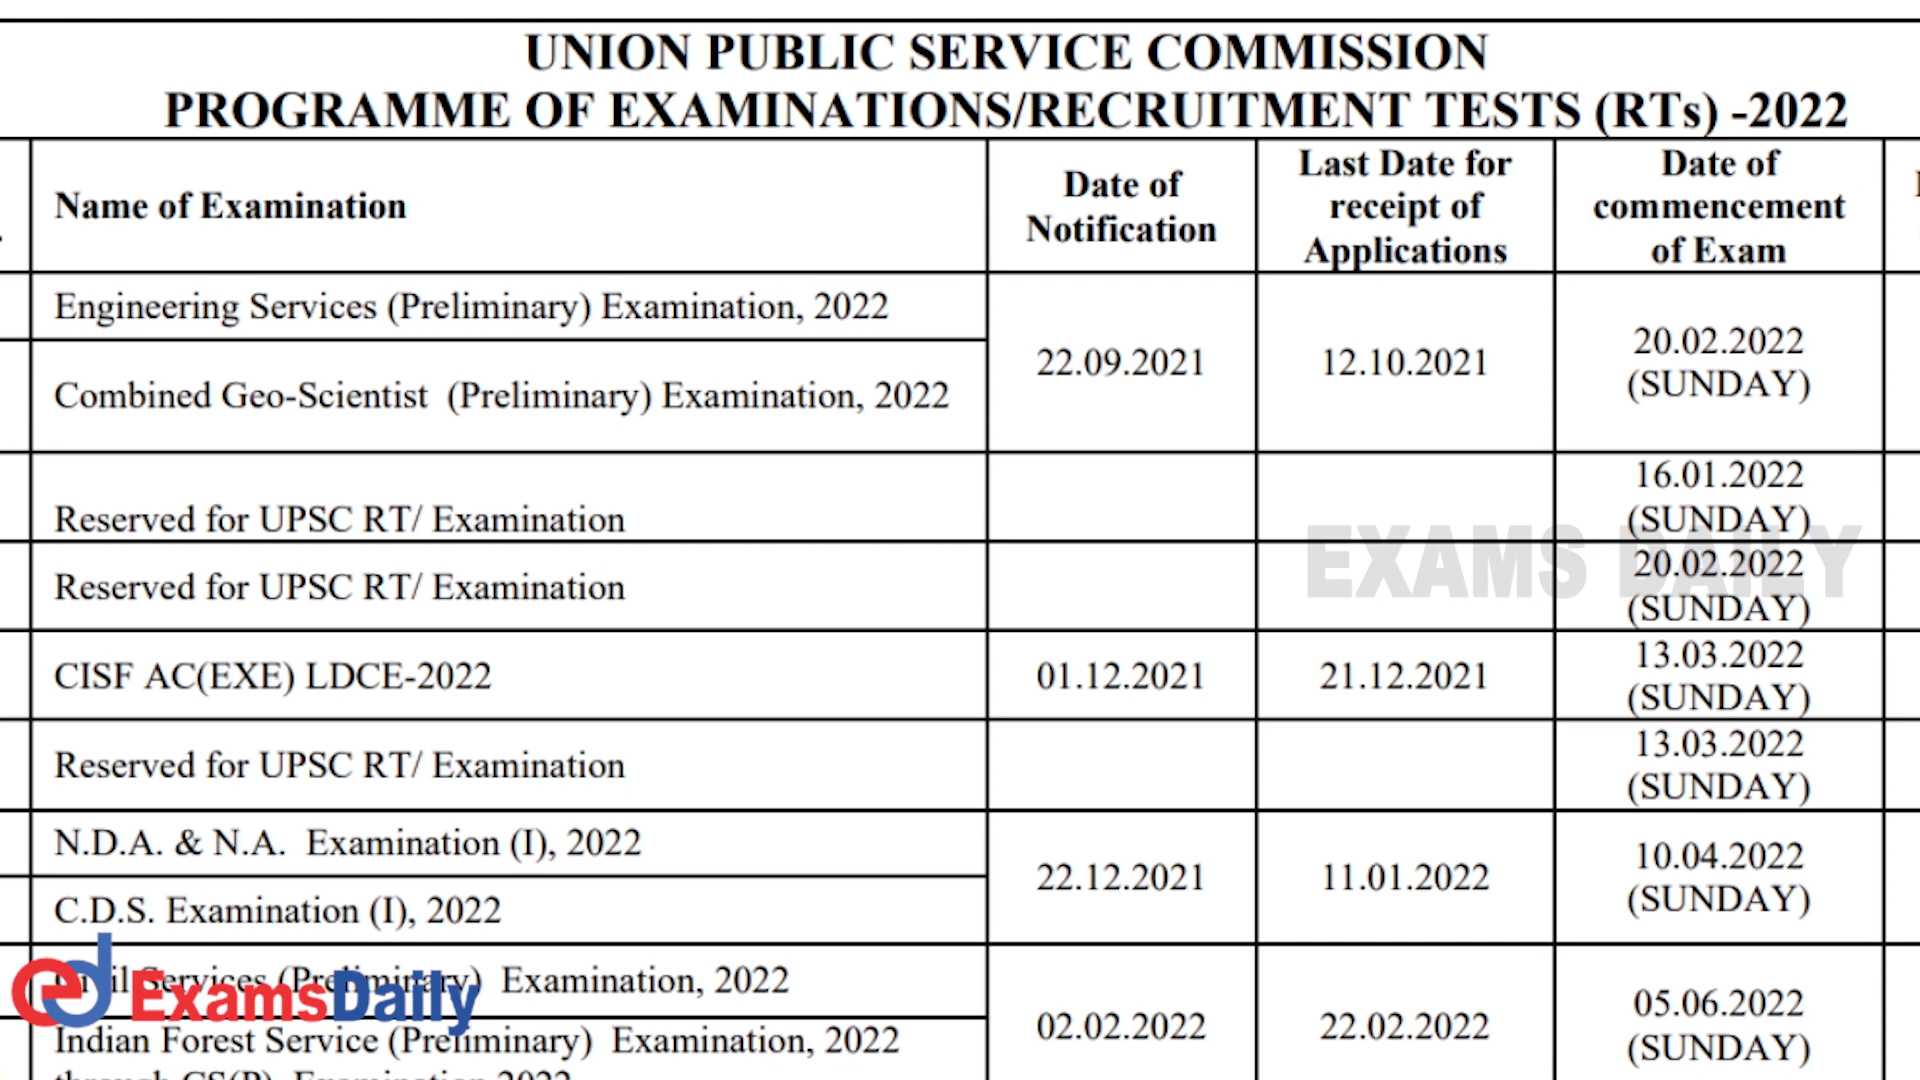 UNION PUBLIC SERVICE COMMISSION
PROGRAMME OF EXAMINATIONS/RECRUITMENT TESTS (RTs) -2022
Name of Examination
Date of
Notification
Last Date for
receipt of
Applications
Date of
commencement
of Exam
Engineering Services (Preliminary) Examination, 2022
Combined Geo-Scientist (Preliminary) Examination, 2022
22.09.2021
12.10.2021
20.02.2022
(SUNDAY)
Reserved for UPSC RT/ Examination
16.01.2022
(SUNDAY)
Reserved for UPSC RT/ Examination
20.02.2022
(SUNDAY)
EXAMS DAILY
CISF AC(EXE) LDCE-2022
01.12.2021
21.12.2021
13.03.2022
(SUNDAY)
Reserved for UPSC RT/ Examination
13.03.2022
(SUNDAY)
N.D.A. & N.A. Examination (I), 2022
C.D.S. Examination (I), 2022
22.12.2021
11.01.2022
10.04.2022
(SUNDAY)
Services (Preliminary) Examination, 2022
Indian Forest Service (Preliminary) Examination, 2022
02.02.2022
22.02.2022
05.06.2022
(SUNDAY)
ed ExamsDaily